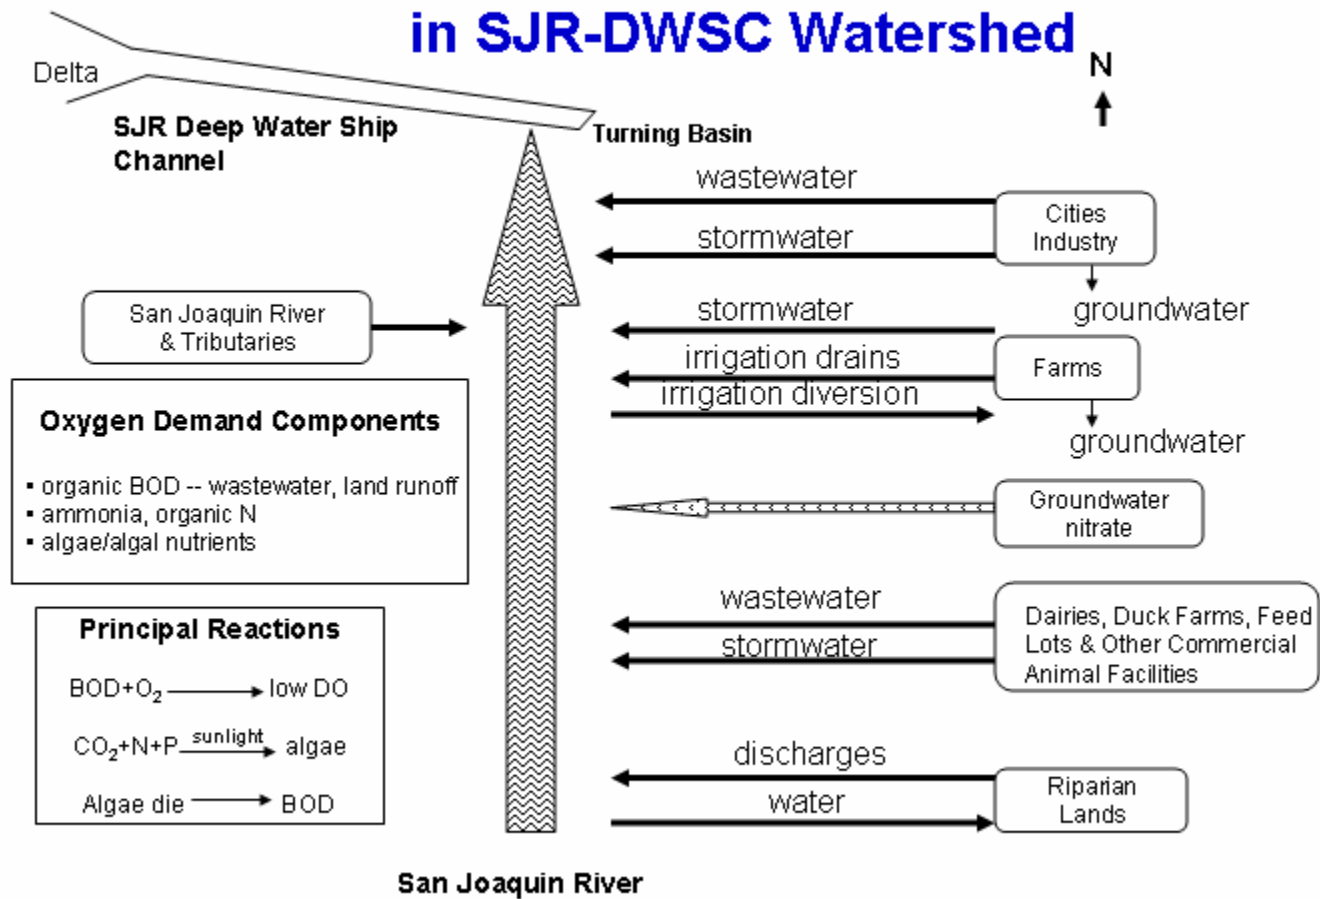 in SJR-DWSC Watershed
N
Delta
SJR Deep Water Ship
Channel
Turning Basin
wastewater
stormwater
Cities
Industry
groundwater
San Joaquin River
& Tributaries
stormwater
irrigation drains
irrigation diversion
Farms
groundwater
Oxygen Demand Components
▪ organic BOD -- wastewater, land runoff
▪ ammonia, organic N
▪ algae/algal nutrients
Groundwater
nitrate
wastewater
stormwater
Dairies, Duck Farms, Feed
Lots & Other Commercial
Animal Facilities
Principal Reactions
BOD+O₂ → low DO
CO₂+N+P sunlight → algae
Algae die → BOD
discharges
water
Riparian
Lands
San Joaquin River